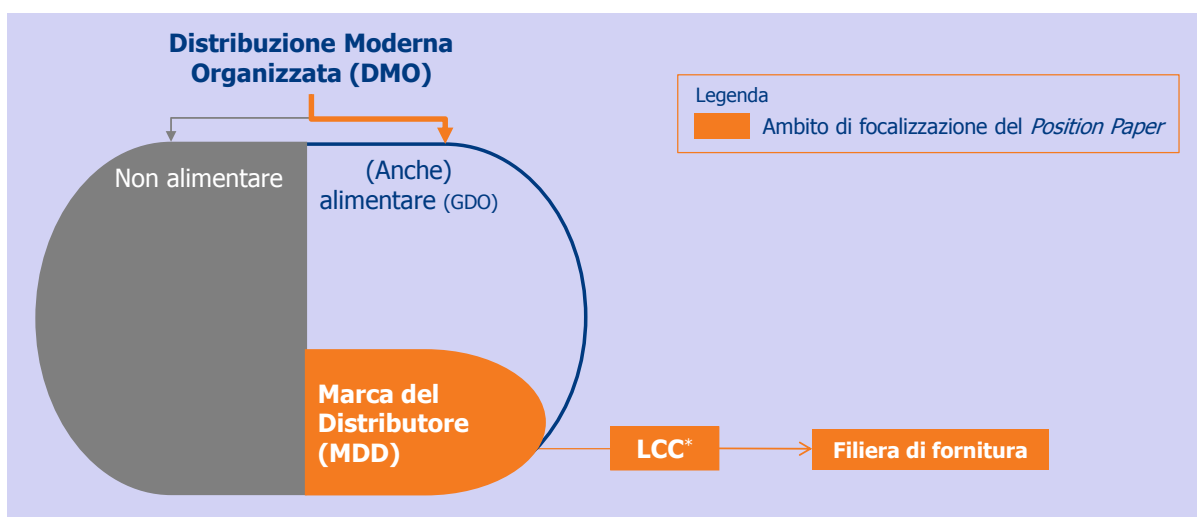 Distribuzione Moderna
Organizzata (DMO)
Legenda
Ambito di focalizzazione del Position Paper
Non alimentare
(Anche)
alimentare (GDO)
Marca del
Distributore
(MDD)
LCC*
Filiera di fornitura